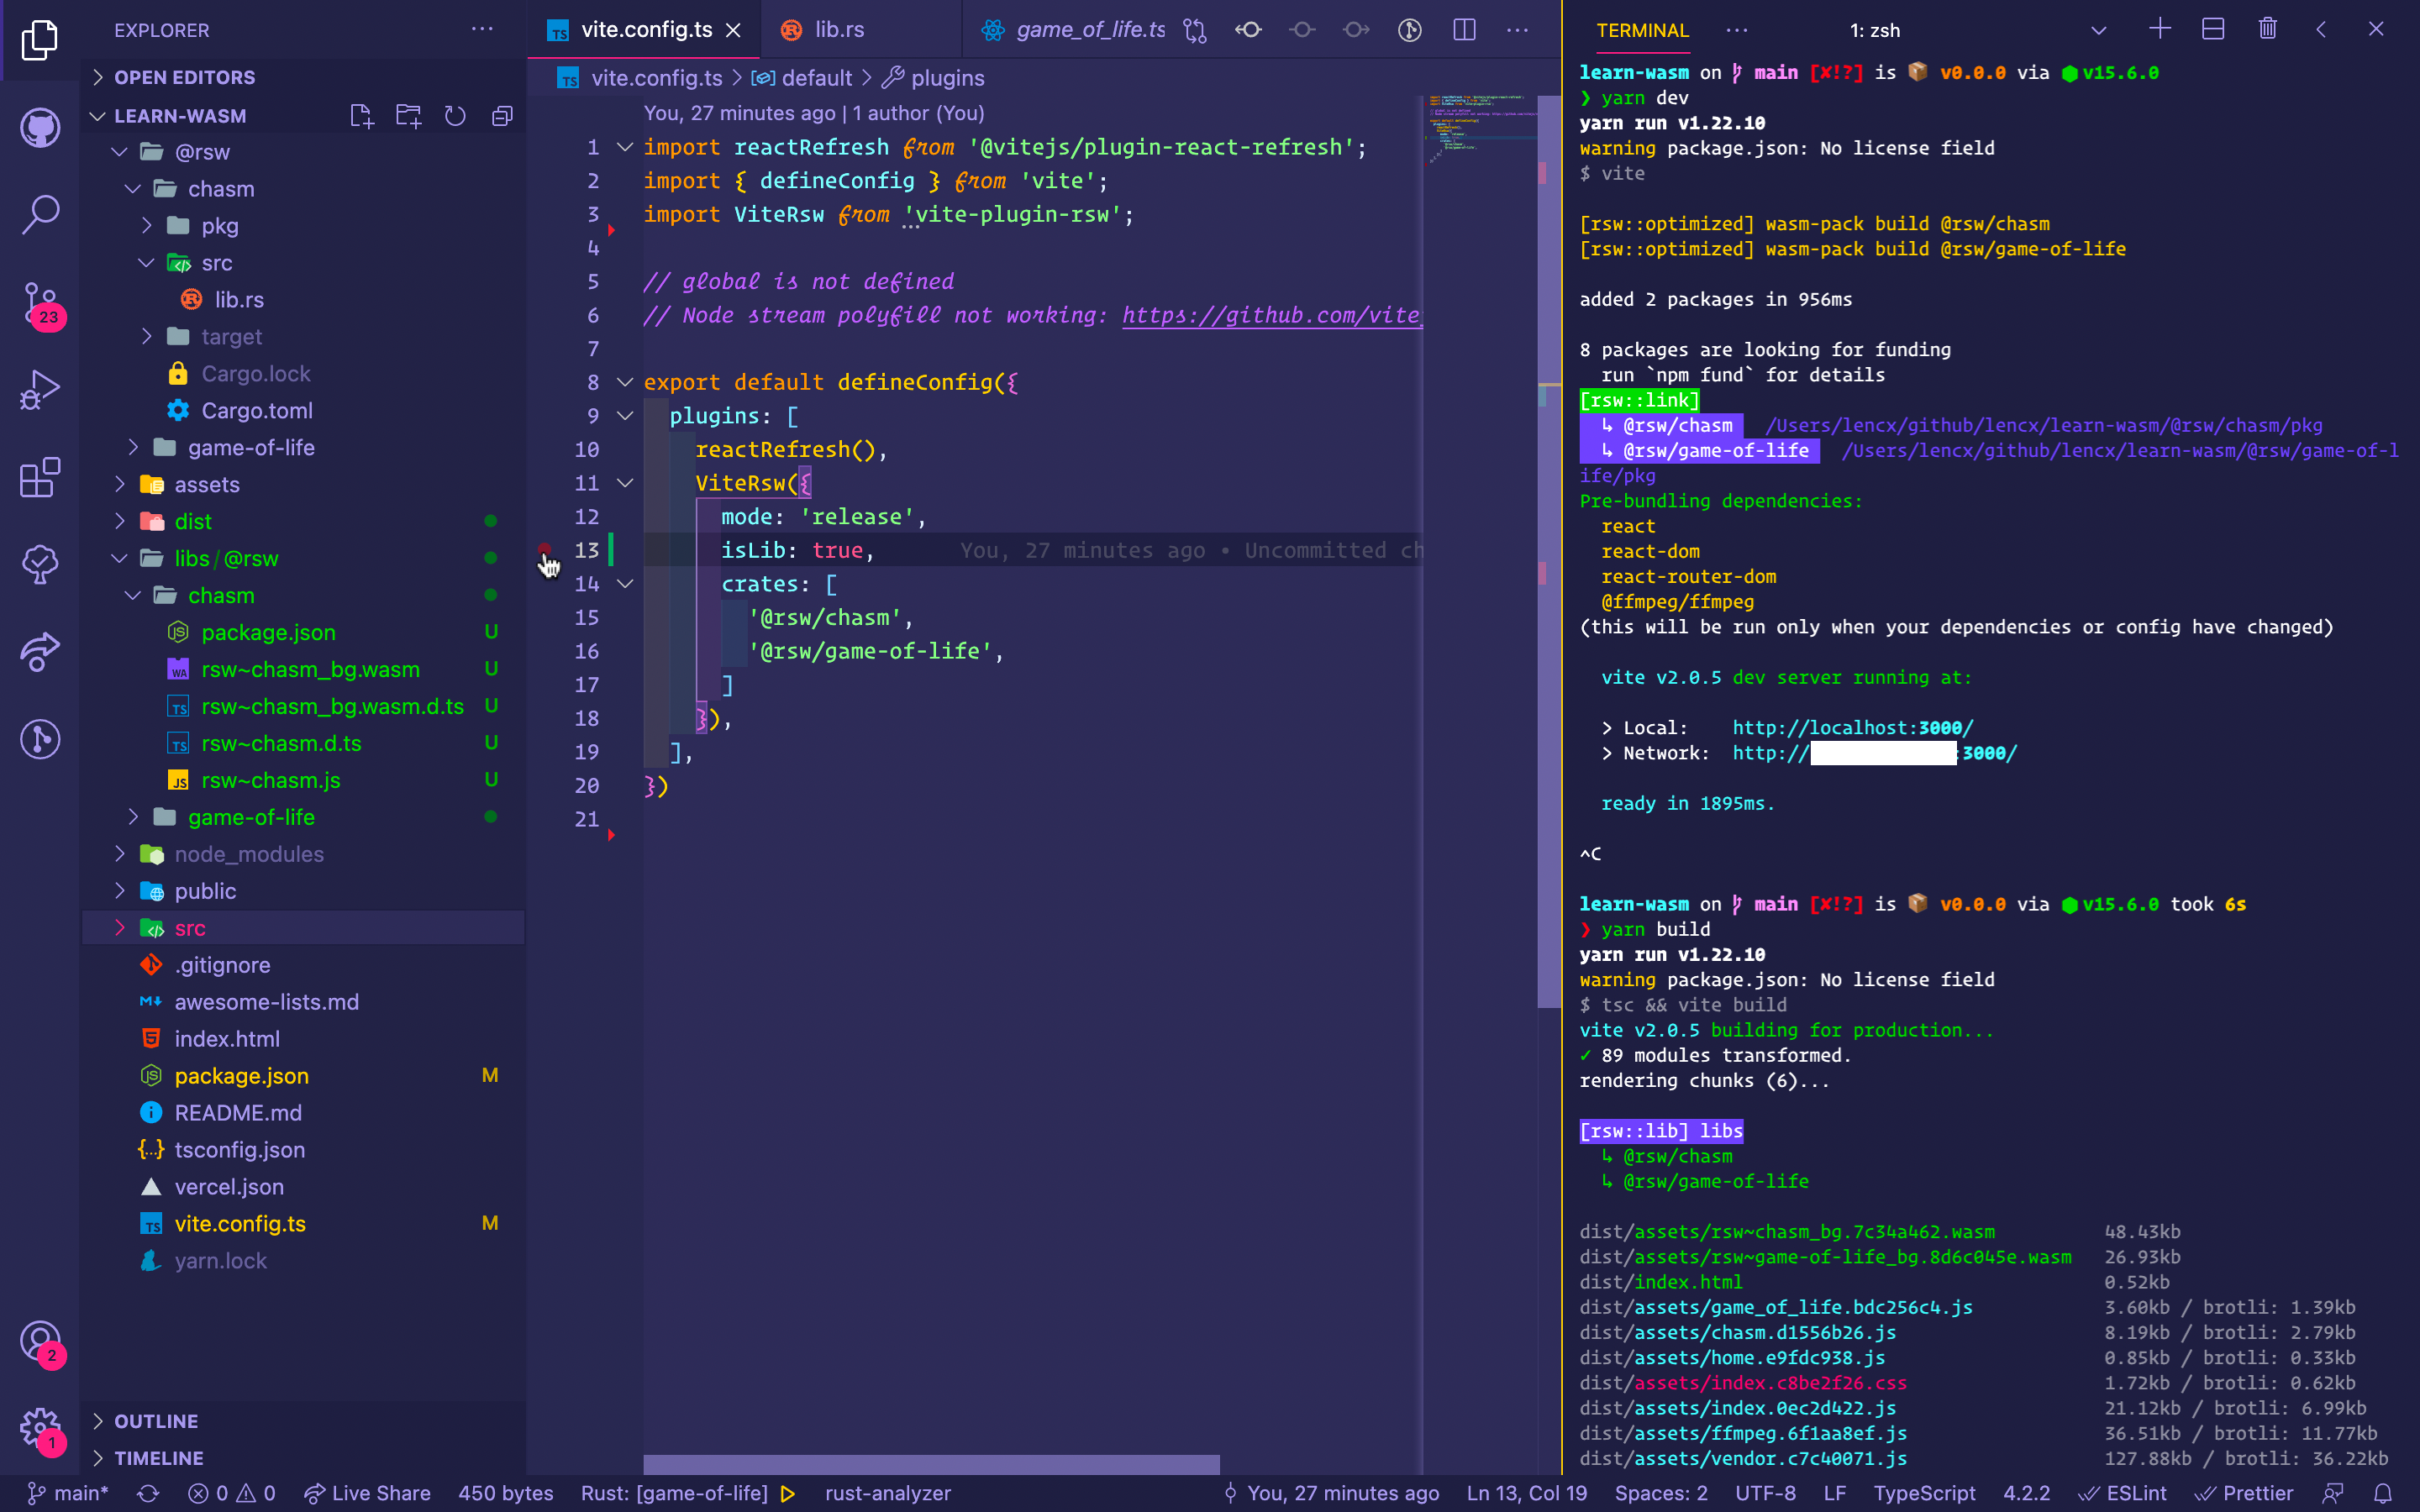 EXPLORER
OPEN EDITORS
LEARN-WASM
@rsw
chasm
pkg
src
lib.rs
target
Cargo.lock
Cargo.toml
game-of-life
assets
dist
libs/@rsw
chasm
package.json U
rsw~chasm_bg.wasm U
rsw~chasm_bg.wasm.d.ts U
rsw~chasm.d.ts U
rsw~chasm.js U
game-of-life
node_modules
public
src
.gitignore
awesome-lists.md
index.html
package.json M
README.md
tsconfig.json
vercel.json
vite.config.ts M
yarn.lock
OUTLINE
TIMELINE
23
2
1
vite.config.ts lib.rs game_of_life.ts
vite.config.ts > default > plugins
You, 27 minutes ago | 1 author (You)
1 import reactRefresh from '@vitejs/plugin-react-refresh';
2 import { defineConfig } from 'vite';
3 import ViteRsw from 'vite-plugin-rsw';
4
5 // global is not defined
6 // Node stream polyfill not working: https://github.com/vite
7
8 export default defineConfig({
9 plugins: [
10 reactRefresh(),
11 ViteRsw({
12 mode: 'release',
13 isLib: true, You, 27 minutes ago • Uncommitted ch
14 crates: [
15 '@rsw/chasm',
16 '@rsw/game-of-life',
17 ]
18 }),
19 ],
20 })
21
TERMINAL 1: zsh
learn-wasm on main [✘!?] is 📦 v0.0.0 via ⬢ v15.6.0
❯ yarn dev
yarn run v1.22.10
warning package.json: No license field
$ vite
[rsw::optimized] wasm-pack build @rsw/chasm
[rsw::optimized] wasm-pack build @rsw/game-of-life
added 2 packages in 956ms
8 packages are looking for funding
run `npm fund` for details
[rsw::link]
↳ @rsw/chasm /Users/lencx/github/lencx/learn-wasm/@rsw/chasm/pkg
↳ @rsw/game-of-life /Users/lencx/github/lencx/learn-wasm/@rsw/game-of-l
ife/pkg
Pre-bundling dependencies:
react
react-dom
react-router-dom
@ffmpeg/ffmpeg
(this will be run only when your dependencies or config have changed)
vite v2.0.5 dev server running at:
> Local: http://localhost:3000/
> Network: http:// :3000/
ready in 1895ms.
^C
learn-wasm on main [✘!?] is 📦 v0.0.0 via ⬢ v15.6.0 took 6s
❯ yarn build
yarn run v1.22.10
warning package.json: No license field
$ tsc && vite build
vite v2.0.5 building for production...
✓ 89 modules transformed.
rendering chunks (6)...
[rsw::lib] libs
↳ @rsw/chasm
↳ @rsw/game-of-life
dist/assets/rsw~chasm_bg.7c34a462.wasm 48.43kb
dist/assets/rsw~game-of-life_bg.8d6c045e.wasm 26.93kb
dist/index.html 0.52kb
dist/assets/game_of_life.bdc256c4.js 3.60kb / brotli: 1.39kb
dist/assets/chasm.d1556b26.js 8.19kb / brotli: 2.79kb
dist/assets/home.e9fdc938.js 0.85kb / brotli: 0.33kb
dist/assets/index.c8be2f26.css 1.72kb / brotli: 0.62kb
dist/assets/index.0ec2d422.js 21.12kb / brotli: 6.99kb
dist/assets/ffmpeg.6f1aa8ef.js 36.51kb / brotli: 11.77kb
dist/assets/vendor.c7c40071.js 127.88kb / brotli: 36.22kb
main* 0 0 Live Share 450 bytes Rust: [game-of-life] rust-analyzer You, 27 minutes ago Ln 13, Col 19 Spaces: 2 UTF-8 LF TypeScript 4.2.2 ESLint Prettier